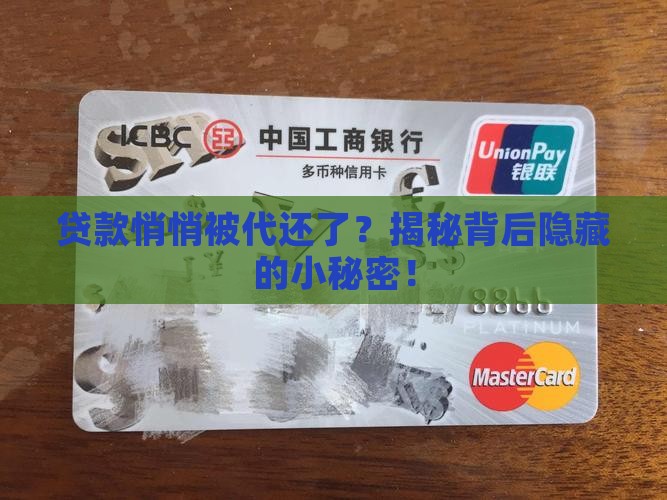 ICBC 中国工商银行
多币种信用卡
UnionPay
银联
贷款悄悄被代还了？揭秘背后隐藏
的小秘密！
PLATINUM
MasterCard